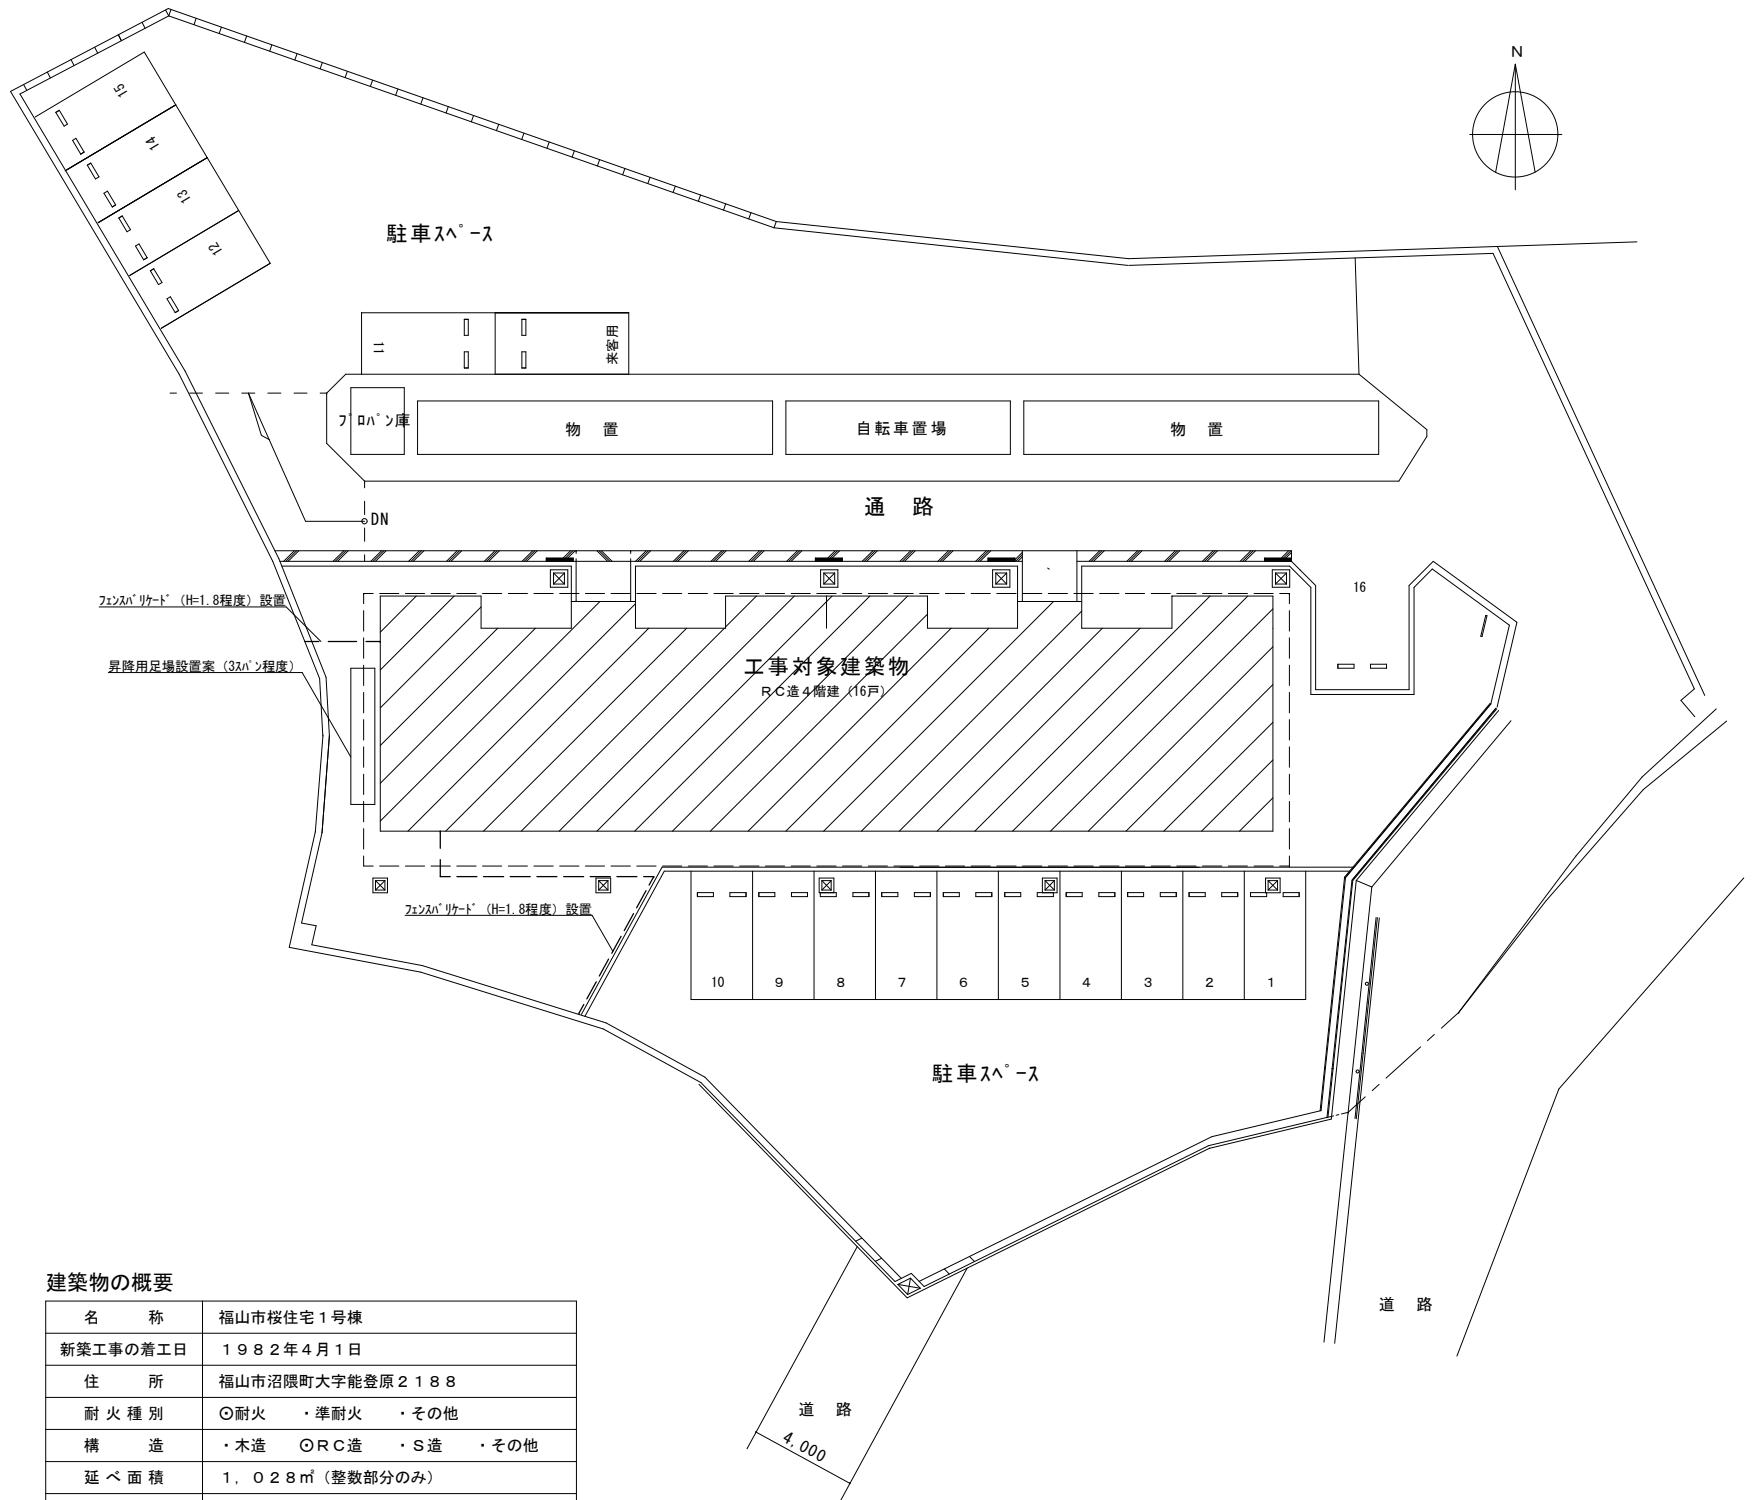 N
15
14
13
12
駐車ｽﾍﾟｰｽ
11
来客用
ﾌﾟﾛﾊﾟﾝ庫
物　置
自転車置場
物　置
通　路
DN
16
ﾌｪﾝｽﾊﾞﾘｹｰﾄﾞ（H=1.8程度）設置
昇降用足場設置案（3ｽﾊﾟﾝ程度）
工事対象建築物
ＲＣ造４階建（16戸）
ﾌｪﾝｽﾊﾞﾘｹｰﾄﾞ（H=1.8程度）設置
10　9　8　7　6　5　4　3　2　1
駐車ｽﾍﾟｰｽ
道　路
道　路
4,000
建築物の概要
名　　称　福山市桜住宅１号棟
新築工事の着工日　１９８２年４月１日
住　　所　福山市沼隈町大字能登原２１８８
耐火種別　⊙耐火　・準耐火　・その他
構　　造　・木造　⊙ＲＣ造　・Ｓ造　・その他
延べ面積　１，０２８㎡（整数部分のみ）